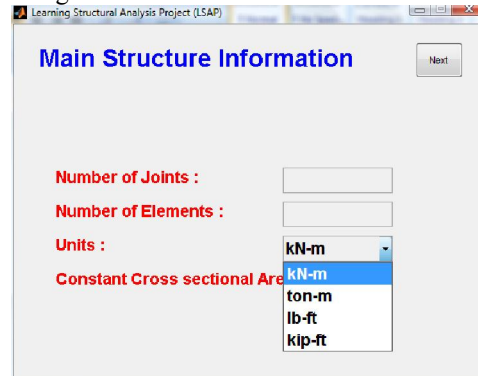 Learning Structural Analysis Project (LSAP)
Main Structure Information
Next
Number of Joints :
Number of Elements :
Units :
kN-m
Constant Cross sectional Are
kN-m
ton-m
lb-ft
kip-ft